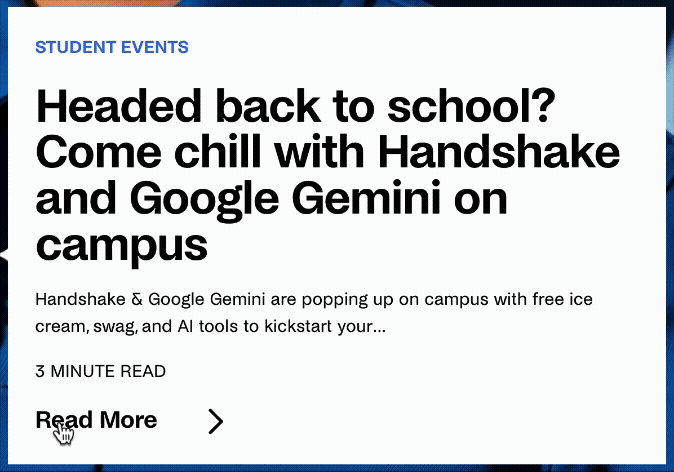 STUDENT EVENTS
Headed back to school?
Come chill with Handshake
and Google Gemini on
campus
Handshake & Google Gemini are popping up on campus with free ice
cream, swag, and AI tools to kickstart your...
3 MINUTE READ
Read More